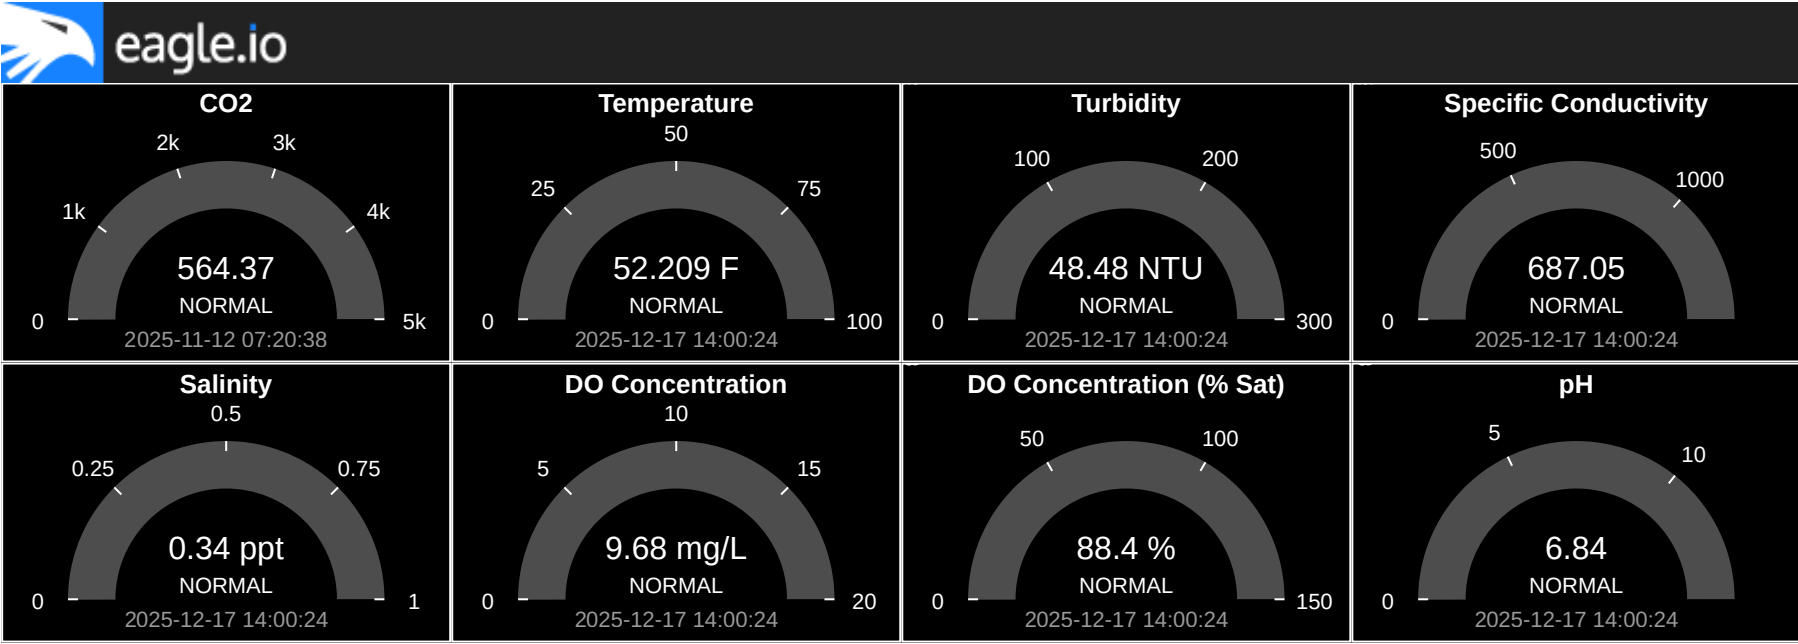 eagle.io
CO2
2k
3k
1k
4k
564.37
NORMAL
0
5k
2025-11-12 07:20:38
Temperature
50
25
75
52.209 F
NORMAL
0
100
2025-12-17 14:00:24
Turbidity
100
200
48.48 NTU
NORMAL
0
300
2025-12-17 14:00:24
Specific Conductivity
500
1000
687.05
NORMAL
0
2025-12-17 14:00:24
Salinity
0.5
0.25
0.75
0.34 ppt
NORMAL
0
1
2025-12-17 14:00:24
DO Concentration
10
5
15
9.68 mg/L
NORMAL
0
20
2025-12-17 14:00:24
DO Concentration (% Sat)
50
100
88.4 %
NORMAL
0
150
2025-12-17 14:00:24
pH
5
10
6.84
NORMAL
0
2025-12-17 14:00:24